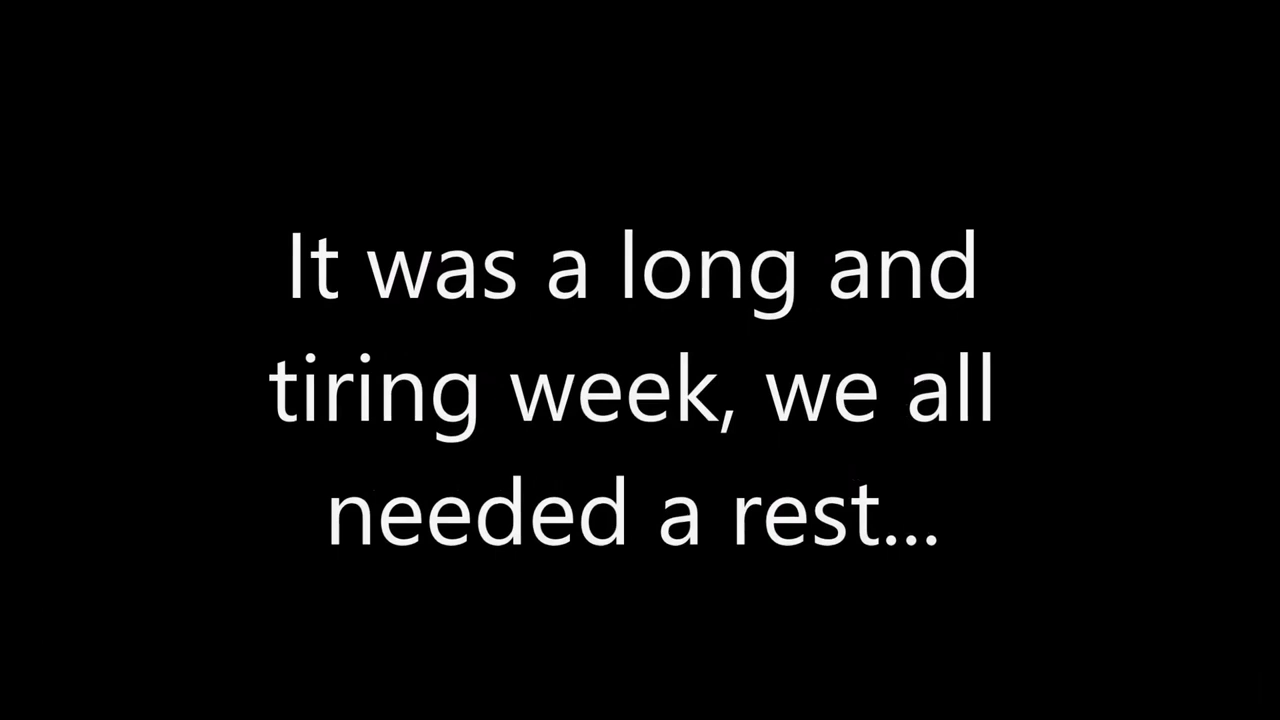 It was a long and
tiring week, we all
needed a rest...